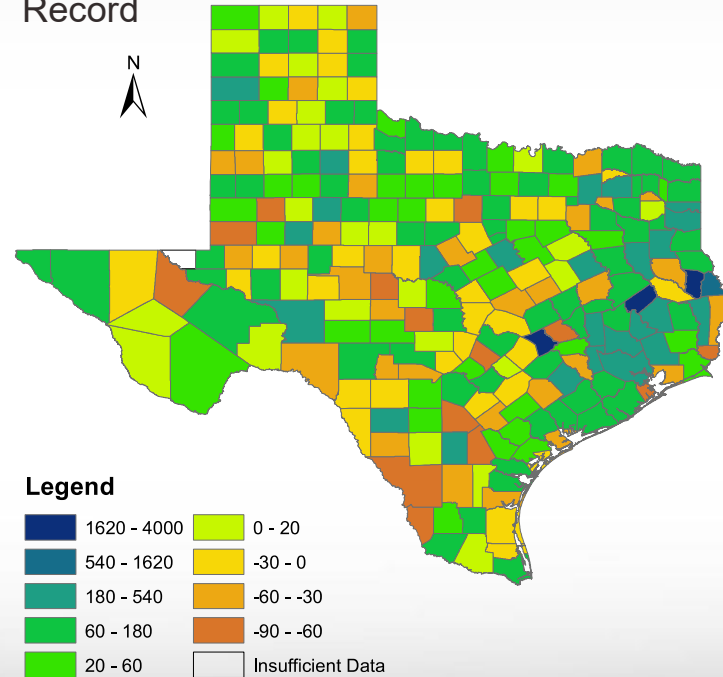 Record
N
Legend
1620 - 4000
540 - 1620
180 - 540
60 - 180
20 - 60
0 - 20
-30 - 0
-60 - -30
-90 - -60
Insufficient Data